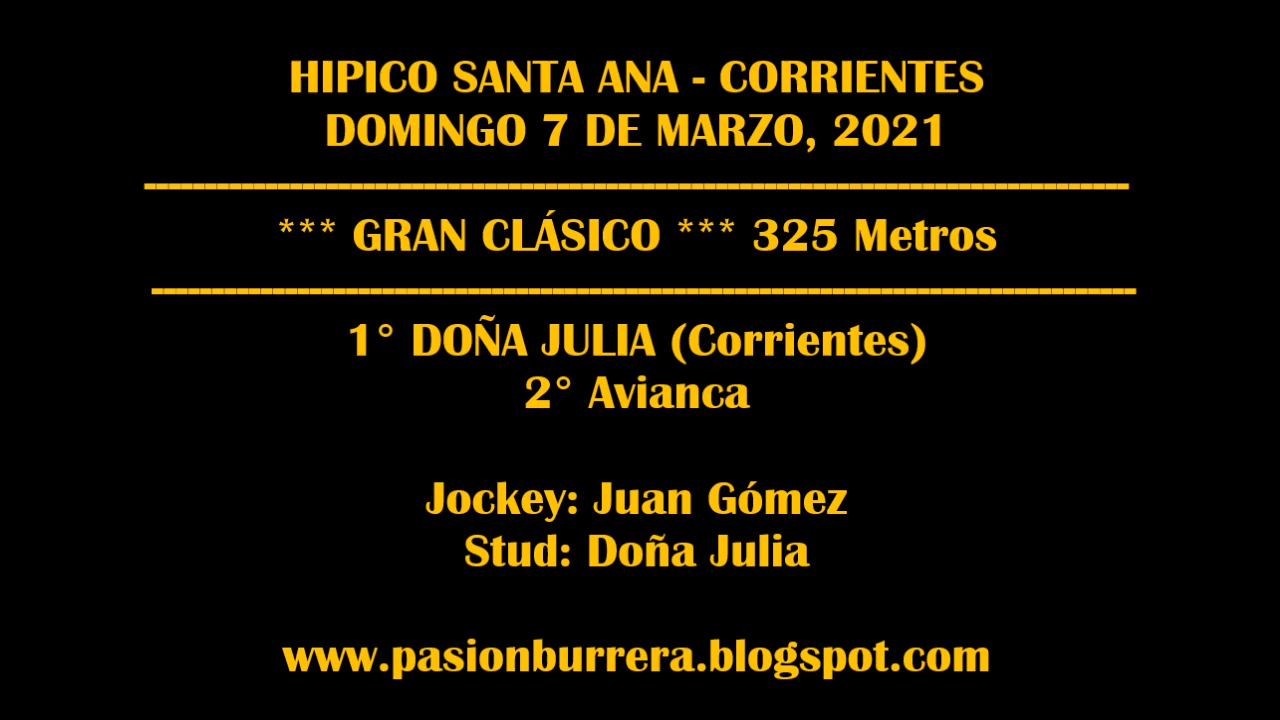 HIPICO SANTA ANA - CORRIENTES
DOMINGO 7 DE MARZO, 2021
--------------------------------------------------------------------------------
*** GRAN CLÁSICO *** 325 Metros
--------------------------------------------------------------------------------
1° DOÑA JULIA (Corrientes)
2° Avianca
Jockey: Juan Gómez
Stud: Doña Julia
www.pasionburrera.blogspot.com